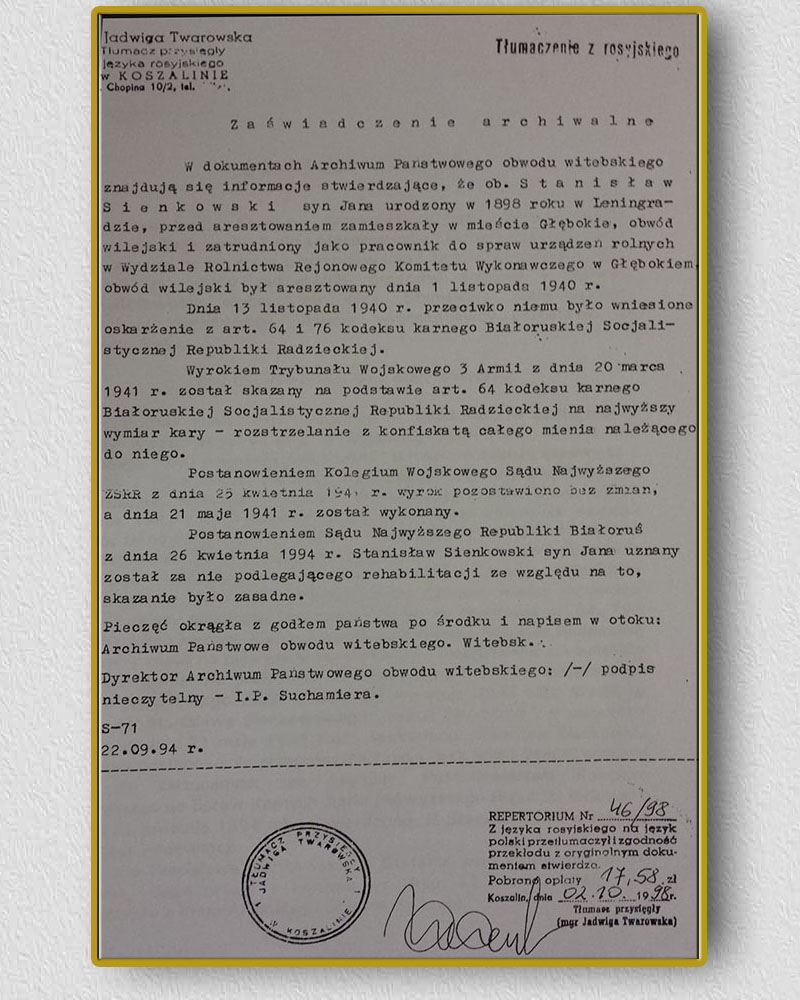 Jadwiga Twarowska
Tłumacz przysięgły
języka rosyjskiego
w KOSZALINIE
Chopina 10/2, tel.
Tłumaczenie z rosyjskiego
Zaświadczenie archiwalne
W dokumentach Archiwum Państwowego obwodu witebskiego
znajdują się informacje stwierdzające, że ob. Stanisław
Sienkowski syn Jana urodzony w 1898 roku w Leningra-
dzie, przed aresztowaniem zamieszkały w mieście Głębokie, obwód
wilejski i zatrudniony jako pracownik do spraw urządzeń rolnych
w Wydziale Rolnictwa Rejonowego Komitetu Wykonawczego w Głębokiem,
obwód wilejski był aresztowany dnia 1 listopada 1940 r.
Dnia 13 listopada 1940 r. przeciwko niemu było wniesione
oskarżenie z art. 64 i 76 kodeksu karnego Białoruskiej Socjali-
stycznej Republiki Radzieckiej.
Wyrokiem Trybunału Wojskowego 3 Armii z dnia 20 marca
1941 r. został skazany na podstawie art. 64 kodeksu karnego
Białoruskiej Socjalistycznej Republiki Radzieckiej na najwyższy
wymiar kary - rozstrzelanie z konfiskatą całego mienia należącego
do niego.
Postanowieniem Kolegium Wojskowego Sądu Najwyższego
ZSRR z dnia 25 kwietnia 1941 r. wyrok pozostawiono bez zmian,
a dnia 21 maja 1941 r. został wykonany.
Postanowieniem Sądu Najwyższego Republiki Białoruś
z dnia 26 kwietnia 1994 r. Stanisław Sienkowski syn Jana uznany
został za nie podlegającego rehabilitacji ze względu na to,
skazanie było zasadne.
Pieczęć okrągła z godłem państwa po środku i napisem w otoku:
Archiwum Państwowe obwodu witebskiego. Witebsk.
Dyrektor Archiwum Państwowego obwodu witebskiego: /-/ podpis
nieczytelny - I.P. Suchamiera.
S-71
22.09.94 r.
REPERTORIUM Nr 46/98
Z języka rosyjskiego na język
polski przetłumaczył i zgodność
przekładu z oryginalnym doku-
mentem stwierdza.
Pobrano opłaty 17,58 zł
Koszalin, dnia 02.10.1998r.
Tłumacz przysięgły
(mgr Jadwiga Twarowska)
TŁUMACZ PRZYSIĘGŁY
JADWIGA TWAROWSKA
W KOSZALINIE